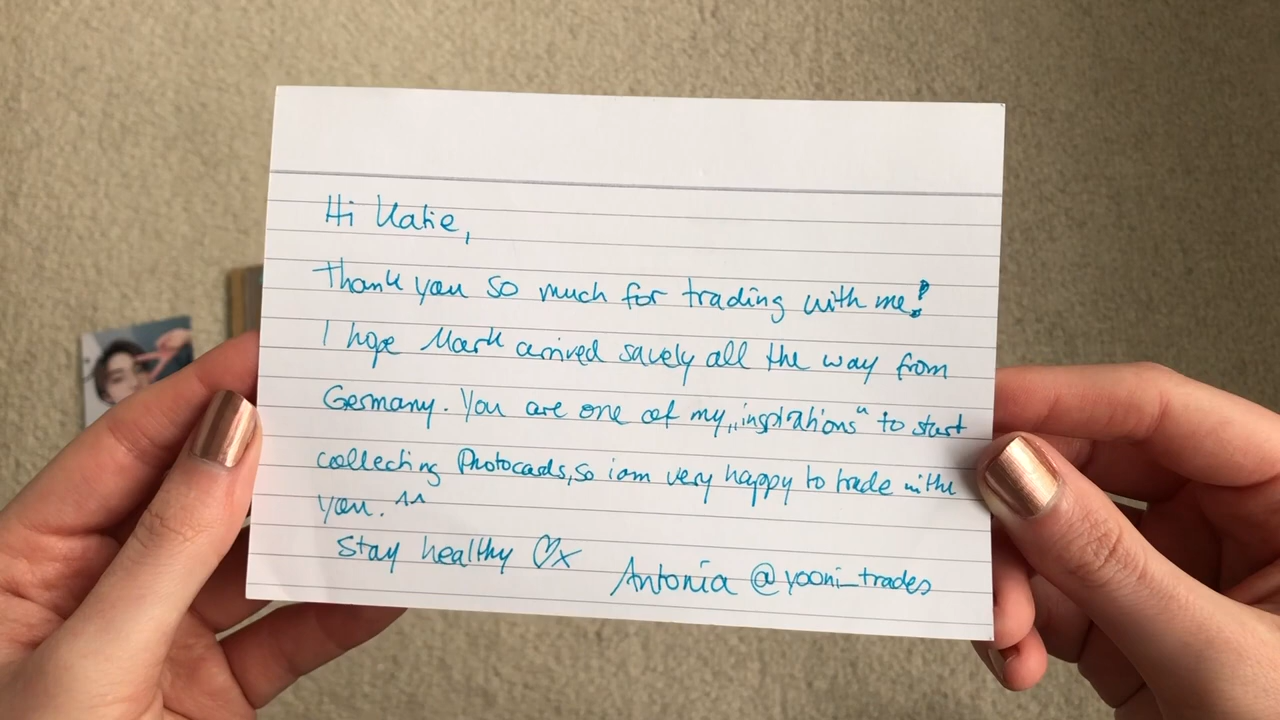 Hi Katie,
Thank you so much for trading with me!
I hope Mark arrived savely all the way from
Germany. You are one of my „inspirations“ to start
collecting Photocards, so i am very happy to trade withe
you. ^^
Stay healthy ♡x
Antonia @yooni_trades